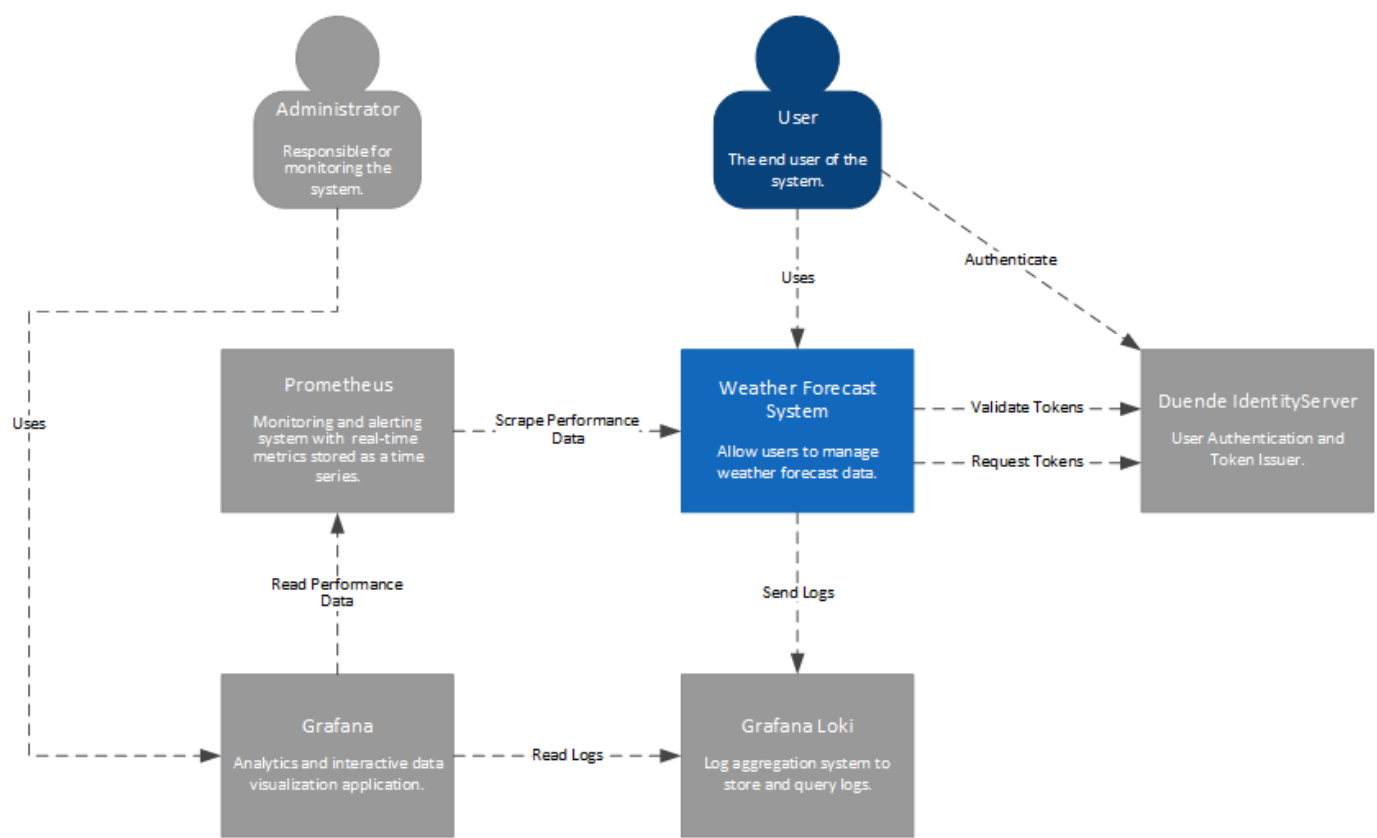 Administrator
Responsible for
monitoring the
system.
User
The end user of the
system.
Authenticate
Uses
Prometheus
Monitoring and alerting
system with real-time
metrics stored as a time
series.
Scrape Performance
Data
Weather Forecast
System
Allow users to manage
weather forecast data.
Validate Tokens
Request Tokens
Duende IdentityServer
User Authentication and
Token Issuer.
Uses
Read Performance
Data
Send Logs
Grafana
Analytics and interactive data
visualization application.
Read Logs
Grafana Loki
Log aggregation system to
store and query logs.